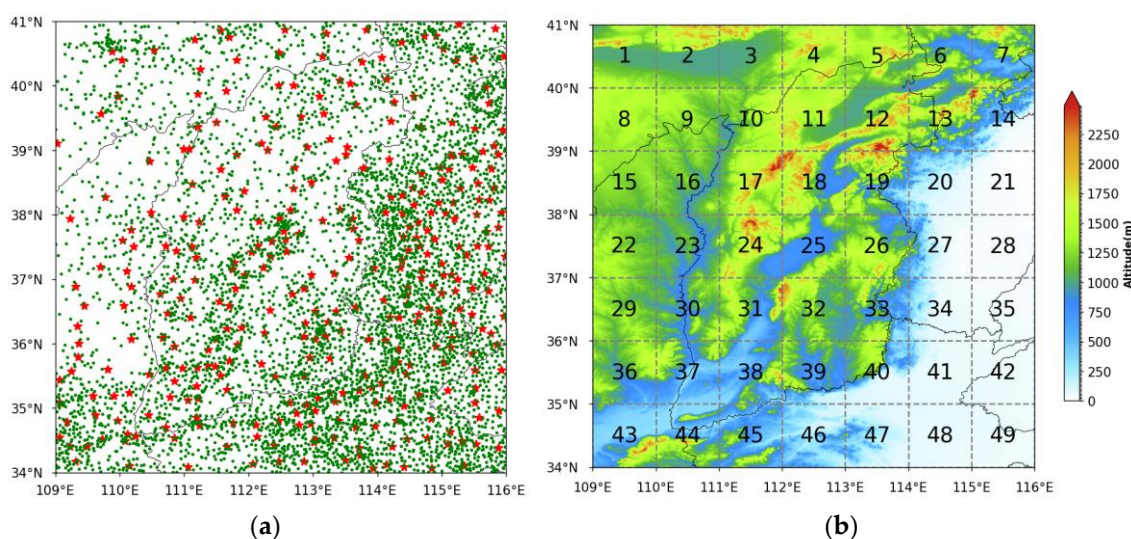 41°N
40°N
39°N
38°N
37°N
36°N
35°N
34°N
109°E 110°E 111°E 112°E 113°E 114°E 115°E 116°E
(a)
41°N
40°N
39°N
38°N
37°N
36°N
35°N
34°N
1 2 3 4 5 6 7
8 9 10 11 12 13 14
15 16 17 18 19 20 21
22 23 24 25 26 27 28
29 30 31 32 33 34 35
36 37 38 39 40 41 42
43 44 45 46 47 48 49
109°E 110°E 111°E 112°E 113°E 114°E 115°E 116°E
(b)
2250
2000
1750
1500
1250
1000
750
500
250
0
Altitude(m)